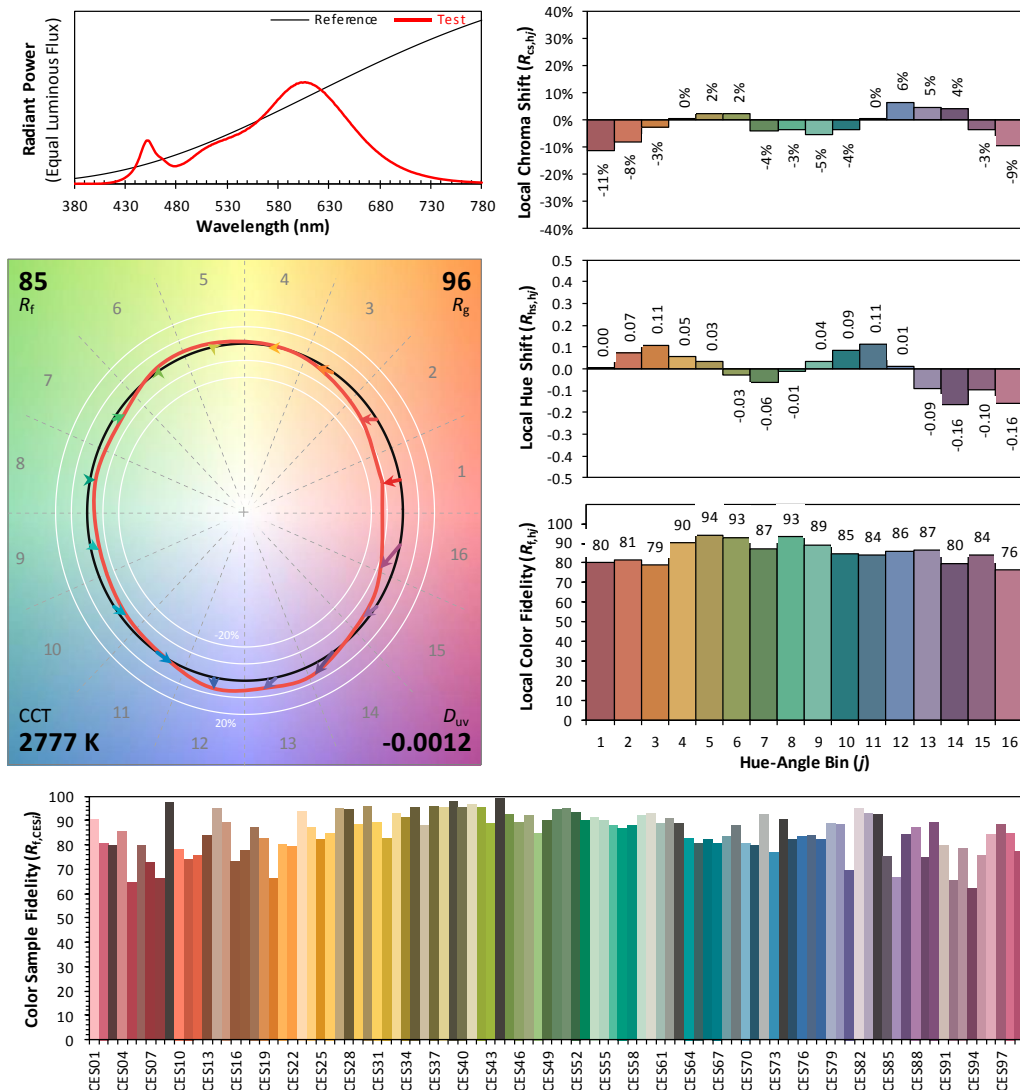 Reference
Test
Radiant Power
(Equal Luminous Flux)
380 430 480 530 580 630 680 730 780
Wavelength (nm)
Local Chroma Shift (Rcs,hj)
40%
30%
20%
10%
0%
-10%
-20%
-30%
-40%
-11% -8% -3% 0% 2% 2% -4% -3% -5% -4% 0% 6% 5% 4% -3% -9%
85
Rf
96
Rg
5 4
6 3
7 2
8 1
9 16
10 15
11 14
12 13
-20%
20%
CCT
2777 K
Duv
-0.0012
Local Hue Shift (Rhs,hj)
0.5
0.4
0.3
0.2
0.1
0.0
-0.1
-0.2
-0.3
-0.4
-0.5
0.00 0.07 0.11 0.05 0.03 -0.03 -0.06 -0.01 0.04 0.09 0.11 0.01 -0.09 -0.16 -0.10 -0.16
Local Color Fidelity (Rf,hj)
100
90
80
70
60
50
40
30
20
10
0
80 81 79 90 94 93 87 93 89 85 84 86 87 80 84 76
1 2 3 4 5 6 7 8 9 10 11 12 13 14 15 16
Hue-Angle Bin (j)
Color Sample Fidelity (Rf,CESi)
100
90
80
70
60
50
40
30
20
10
0
CES01 CES04 CES07 CES10 CES13 CES16 CES19 CES22 CES25 CES28 CES31 CES34 CES37 CES40 CES43 CES46 CES49 CES52 CES55 CES58 CES61 CES64 CES67 CES70 CES73 CES76 CES79 CES82 CES85 CES88 CES91 CES94 CES97